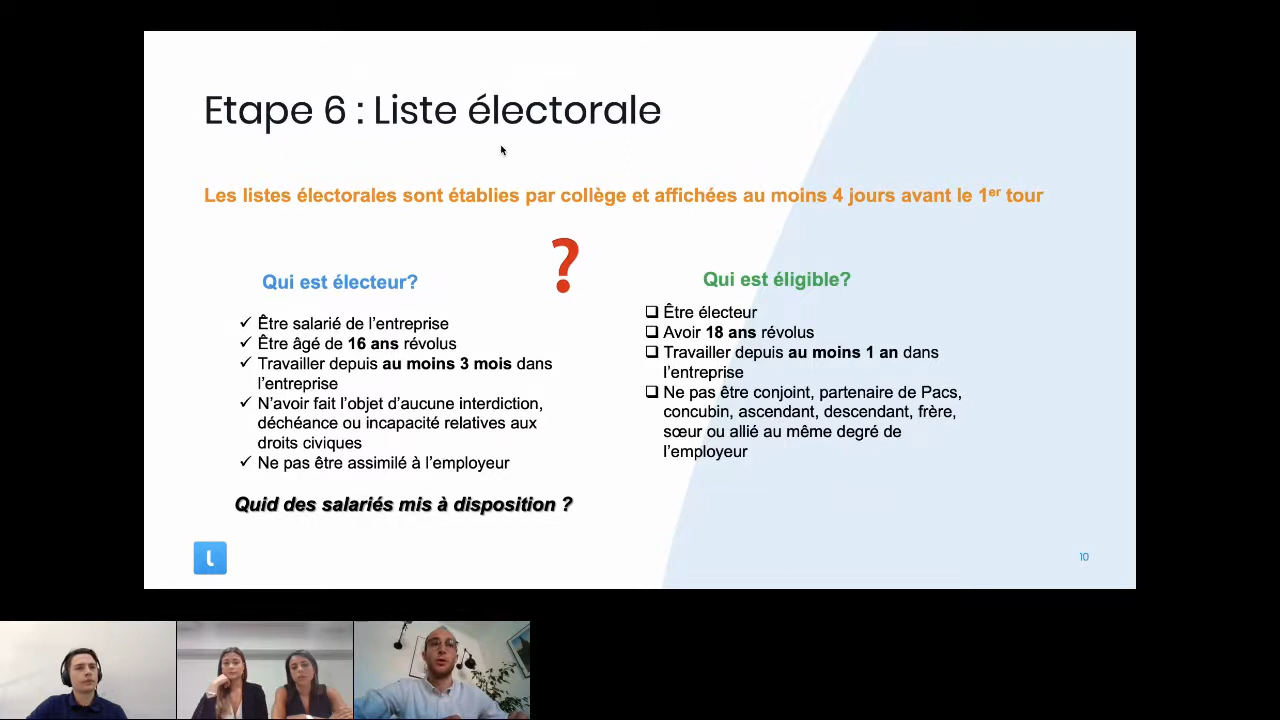 Etape 6 : Liste électorale
Les listes électorales sont établies par collège et affichées au moins 4 jours avant le 1er tour
Qui est électeur?
✓ Être salarié de l'entreprise
✓ Être âgé de 16 ans révolus
✓ Travailler depuis au moins 3 mois dans
l'entreprise
✓ N'avoir fait l'objet d'aucune interdiction,
déchéance ou incapacité relatives aux
droits civiques
✓ Ne pas être assimilé à l'employeur
Quid des salariés mis à disposition ?
Qui est éligible?
❑ Être électeur
❑ Avoir 18 ans révolus
❑ Travailler depuis au moins 1 an dans
l'entreprise
❑ Ne pas être conjoint, partenaire de Pacs,
concubin, ascendant, descendant, frère,
sœur ou allié au même degré de
l'employeur
l
10